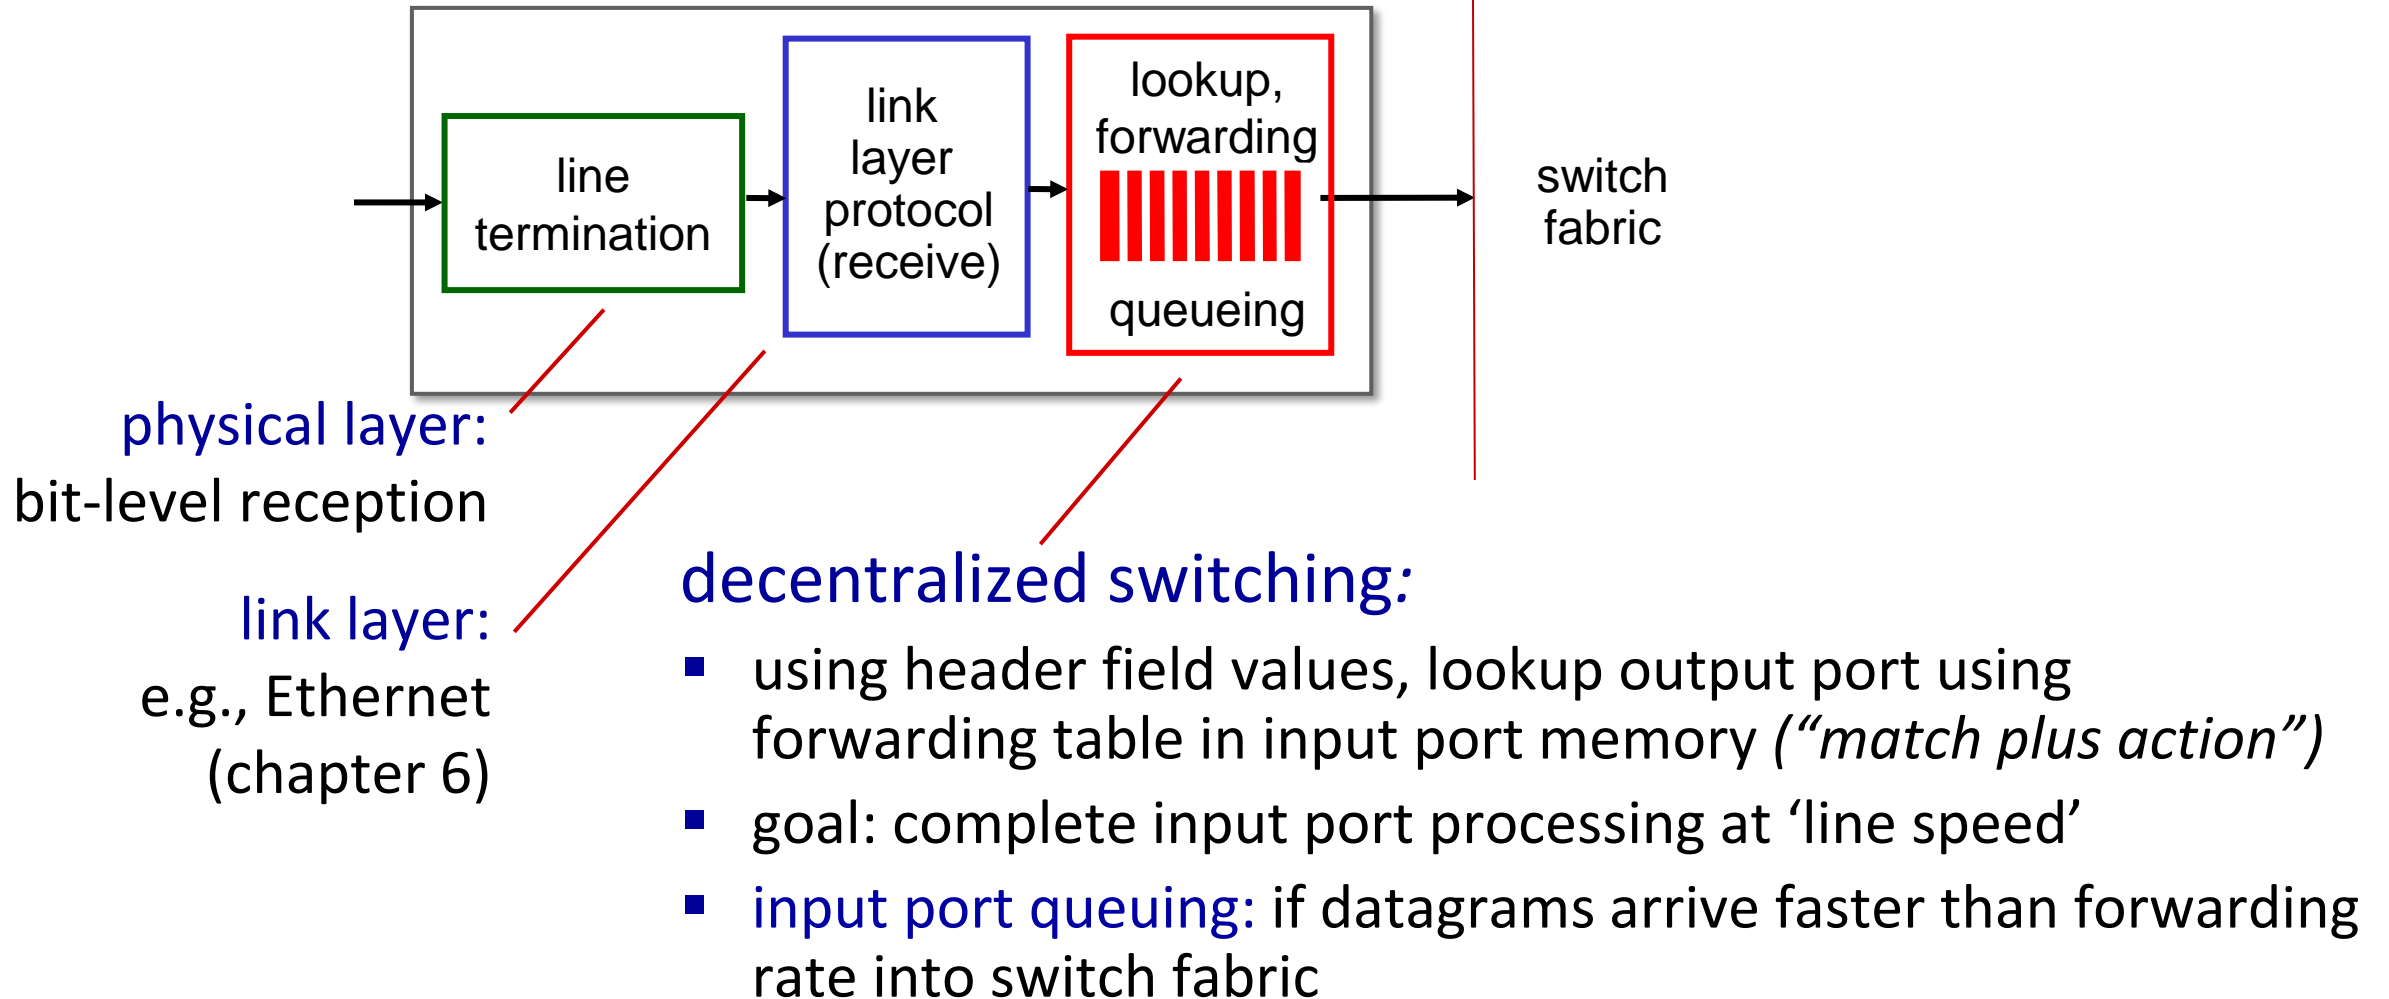 line
termination
link
layer
protocol
(receive)
lookup,
forwarding
queueing
switch
fabric
physical layer:
bit-level reception
link layer:
e.g., Ethernet
(chapter 6)
decentralized switching:
using header field values, lookup output port using
forwarding table in input port memory (“match plus action”)
goal: complete input port processing at ‘line speed’
input port queuing: if datagrams arrive faster than forwarding
rate into switch fabric